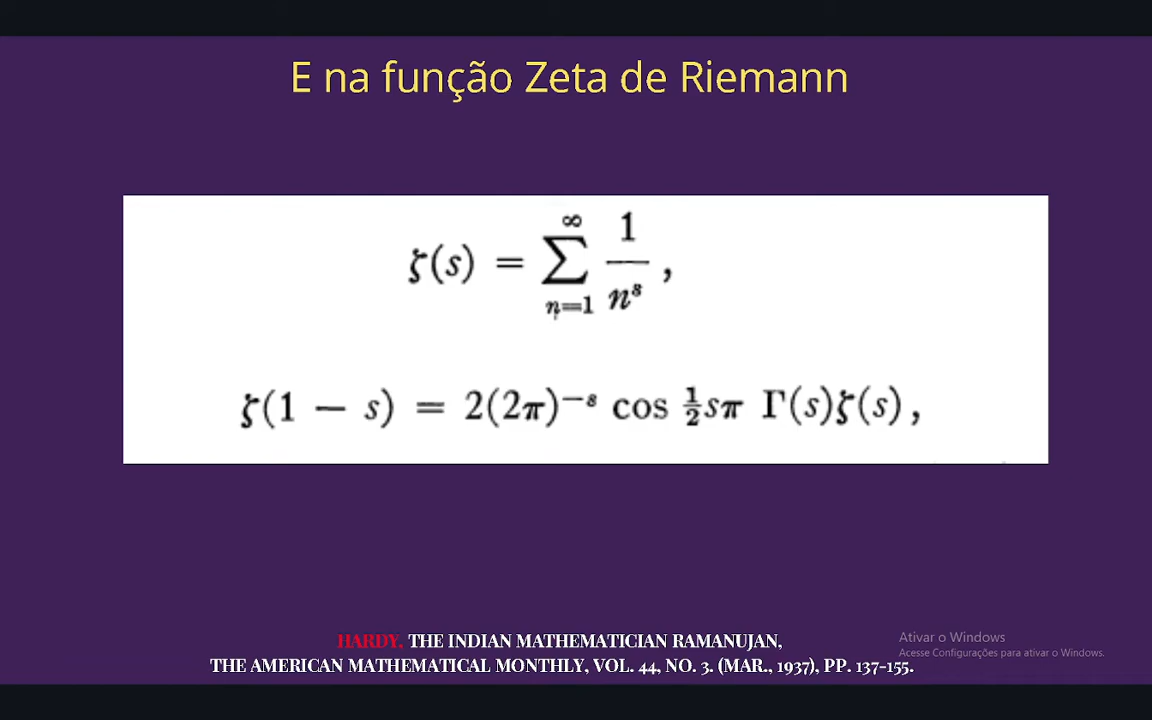 E na função Zeta de Riemann
ζ(s) = ∑_{n=1}^{∞} 1/n^s ,
ζ(1 − s) = 2(2π)^{−s} cos ½sπ Γ(s)ζ(s) ,
HARDY. THE INDIAN MATHEMATICIAN RAMANUJAN,
THE AMERICAN MATHEMATICAL MONTHLY, VOL. 44, NO. 3. (MAR., 1937), PP. 137-155.
Ativar o Windows
Acesse Configurações para ativar o Windows.